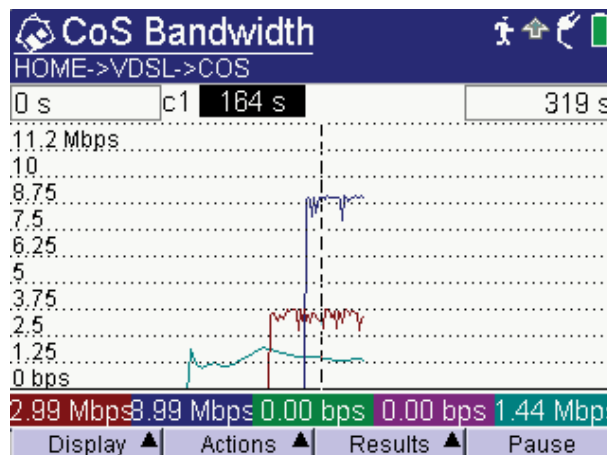 CoS Bandwidth
HOME->VDSL->COS
0 s c1 164 s 319 s
11.2 Mbps
10
8.75
7.5
6.25
5
3.75
2.5
1.25
0 bps
2.99 Mbps 8.99 Mbps 0.00 bps 0.00 bps 1.44 Mbp
Display Actions Results Pause